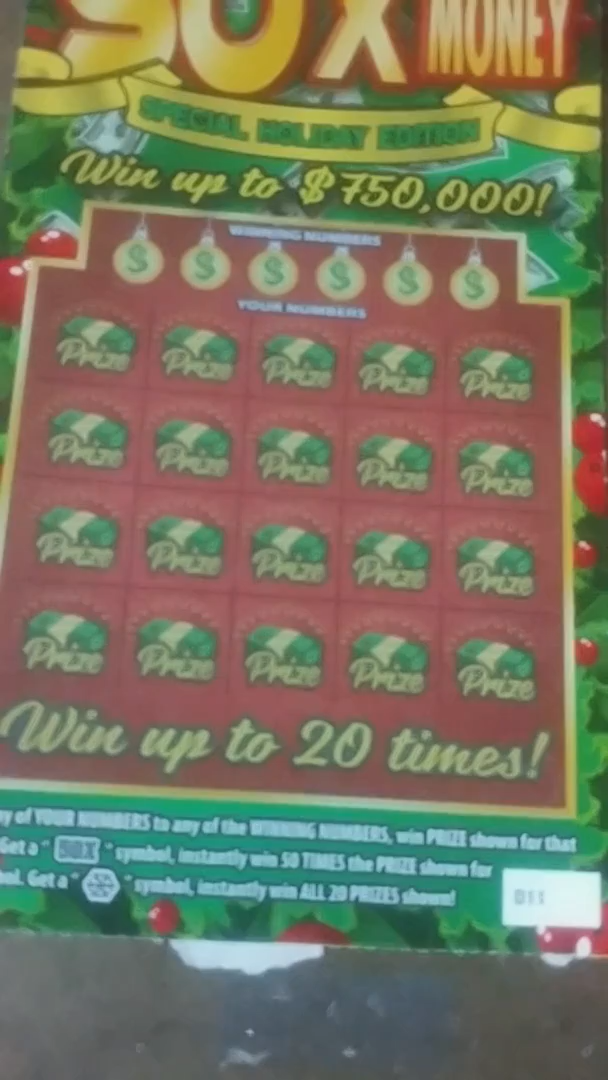 50X MONEY
SPECIAL HOLIDAY EDITION
Win up to $750,000!
WINNING NUMBERS
$ $ $ $ $ $
YOUR NUMBERS
Prize Prize Prize Prize Prize
Prize Prize Prize Prize Prize
Prize Prize Prize Prize Prize
Prize Prize Prize Prize Prize
Win up to 20 times!
of YOUR NUMBERS to any of the WINNING NUMBERS, win PRIZE shown for that
Get a "50X" symbol, instantly win 50 TIMES the PRIZE shown for
Get a " " symbol, instantly win ALL 20 PRIZES shown!
011